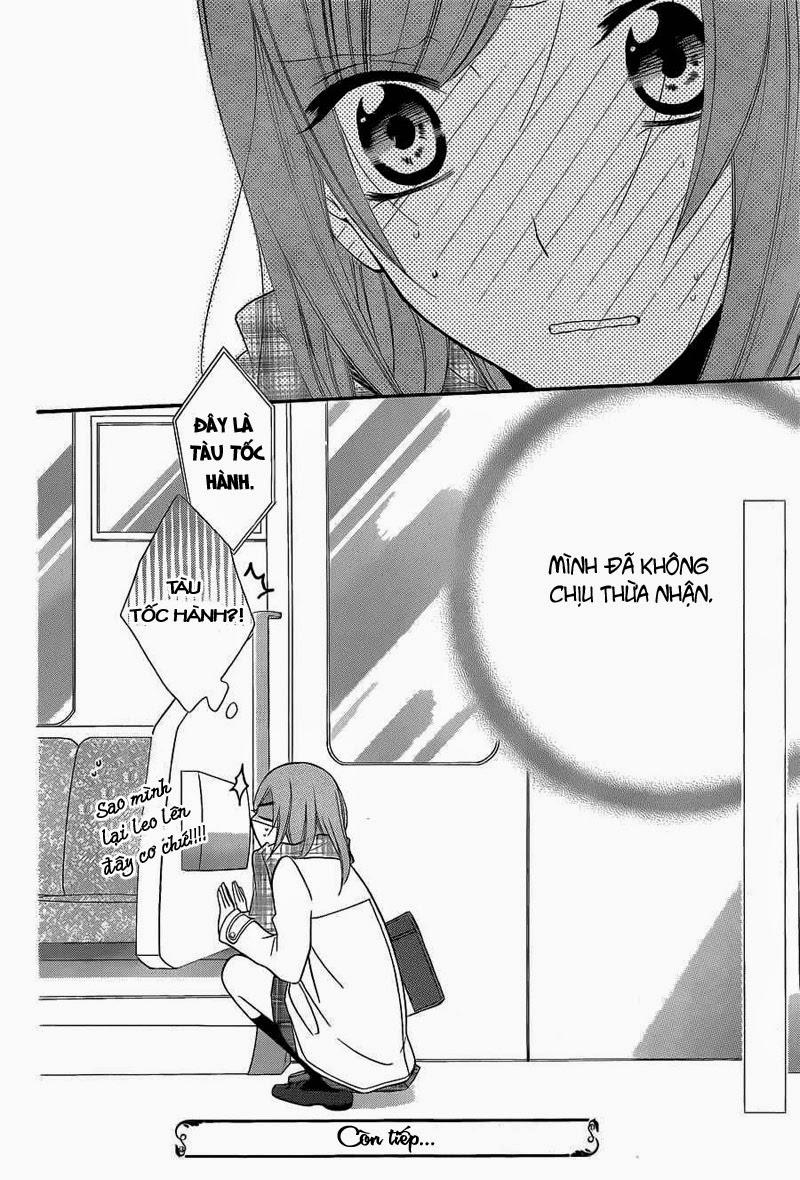 ĐÂY LÀ
TÀU TỐC
HÀNH.
TÀU
TỐC HÀNH?!
MÌNH ĐÃ KHÔNG
CHỊU THỪA NHẬN.
Sao mình
lại leo lên
đây cơ chứ!!!!
Còn tiếp...